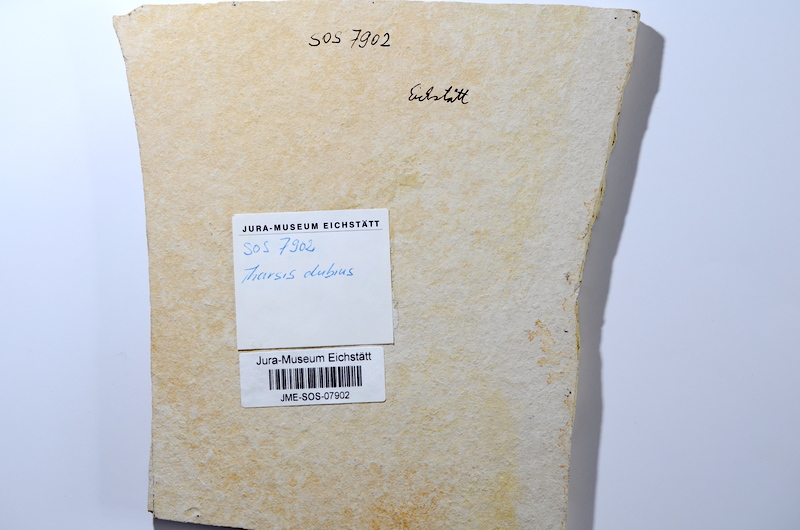 SOS 7902
Eichstätt
JURA-MUSEUM EICHSTÄTT
SOS 7902
Tharsis dubius
Jura-Museum Eichstätt
JME-SOS-07902